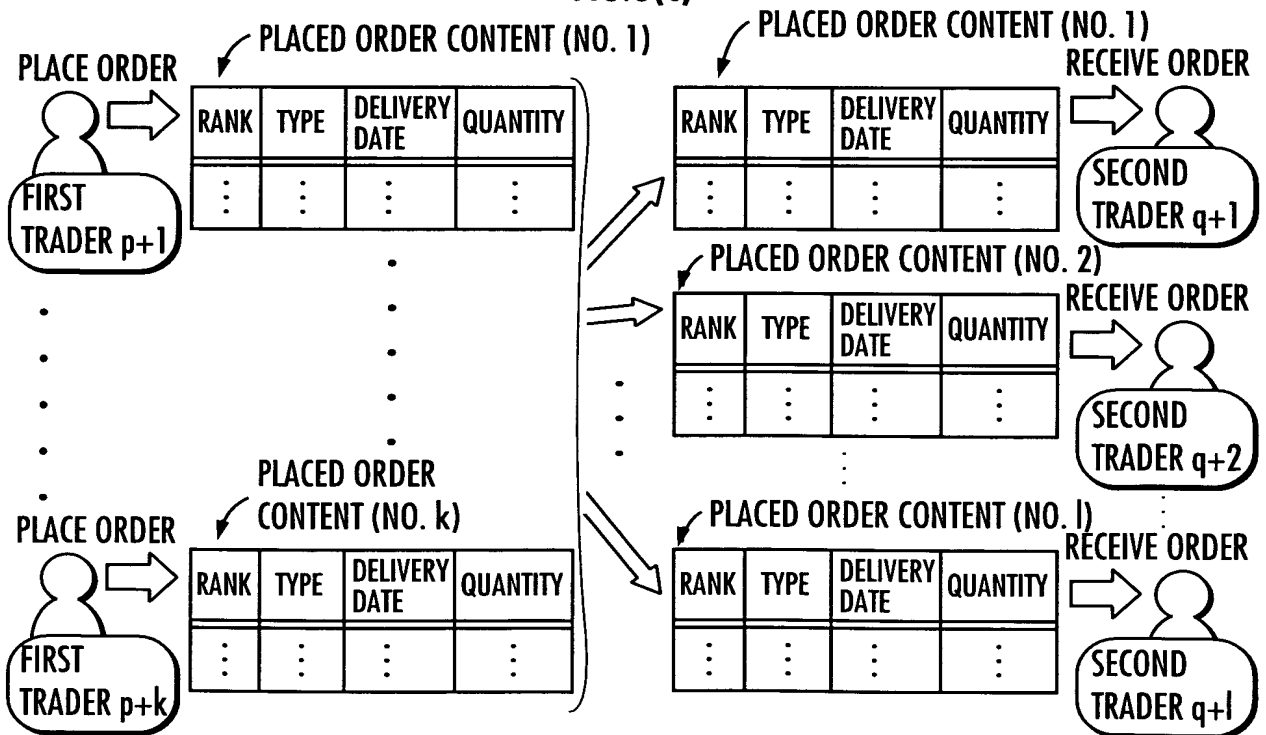 PLACED ORDER CONTENT (NO. 1)
PLACE ORDER
RANK TYPE DELIVERY DATE QUANTITY
FIRST
TRADER p+1
PLACED ORDER
CONTENT (NO. k)
PLACE ORDER
RANK TYPE DELIVERY DATE QUANTITY
FIRST
TRADER p+k
PLACED ORDER CONTENT (NO. 1)
RECEIVE ORDER
RANK TYPE DELIVERY DATE QUANTITY
SECOND
TRADER q+1
PLACED ORDER CONTENT (NO. 2)
RECEIVE ORDER
RANK TYPE DELIVERY DATE QUANTITY
SECOND
TRADER q+2
PLACED ORDER CONTENT (NO. l)
RECEIVE ORDER
RANK TYPE DELIVERY DATE QUANTITY
SECOND
TRADER q+l